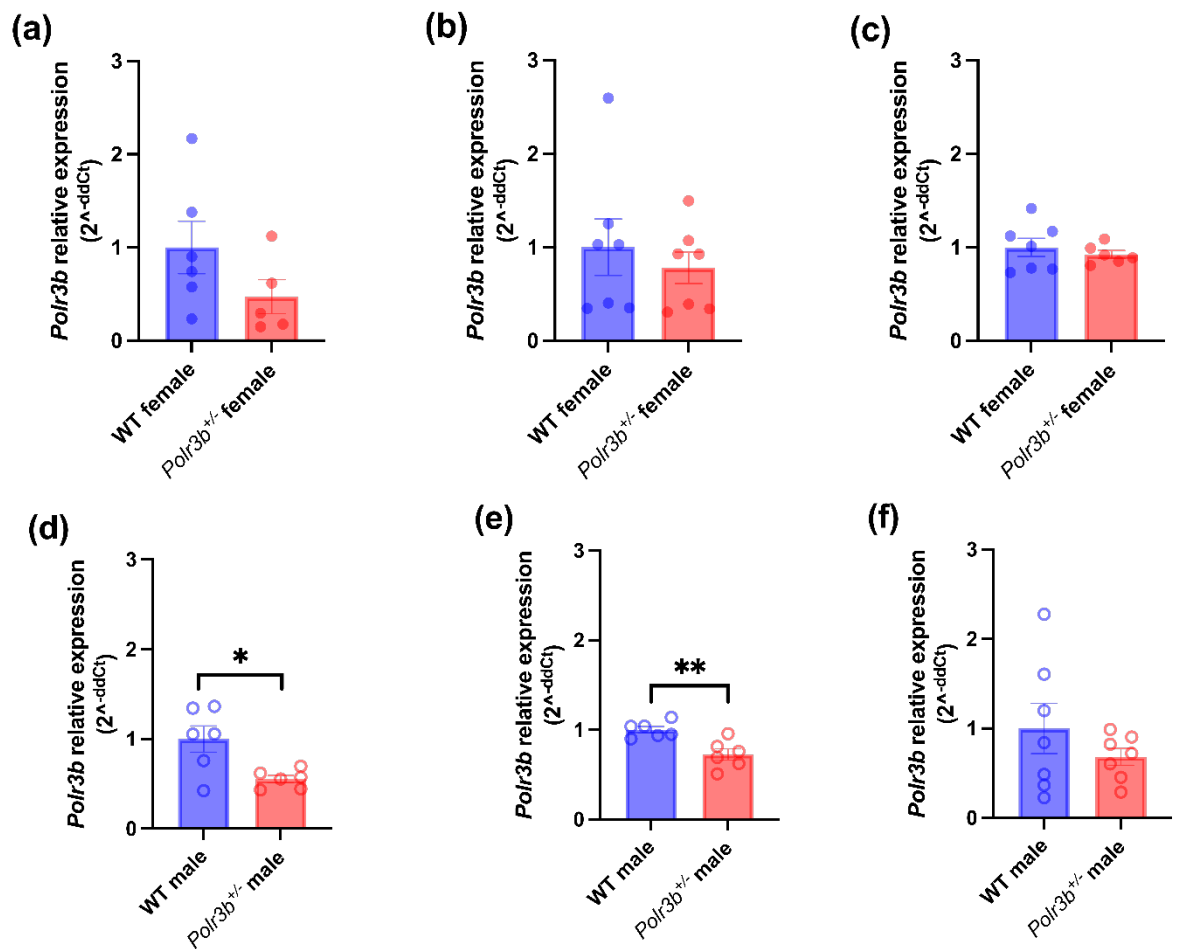 (a)
Polr3b relative expression
(2^-ddCt)
3
2
1
0
WT female
Polr3b+/- female
(b)
Polr3b relative expression
(2^-ddCt)
3
2
1
0
WT female
Polr3b+/- female
(c)
Polr3b relative expression
(2^-ddCt)
3
2
1
0
WT female
Polr3b+/- female
(d)
Polr3b relative expression
(2^-ddCt)
3
2
1
0
*
WT male
Polr3b+/- male
(e)
Polr3b relative expression
(2^-ddCt)
3
2
1
0
**
WT male
Polr3b+/- male
(f)
Polr3b relative expression
(2^-ddCt)
3
2
1
0
WT male
Polr3b+/- male